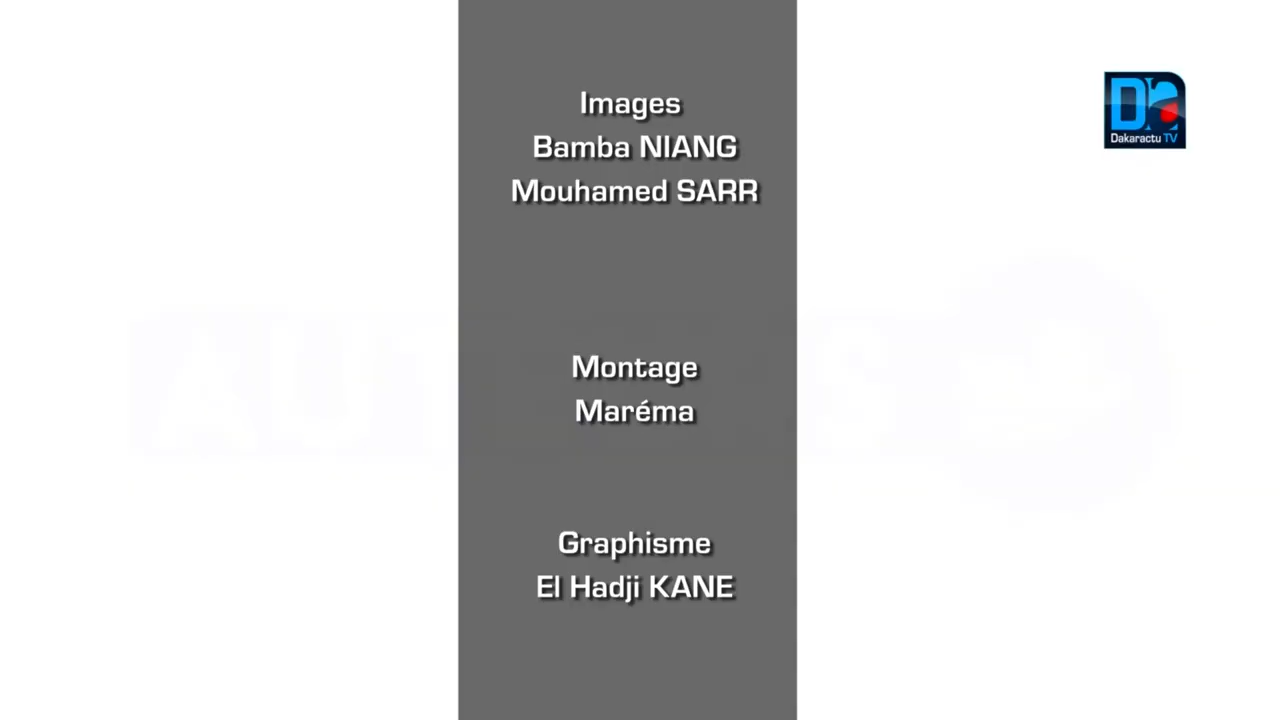 Images
Bamba NIANG
Mouhamed SARR
Dakaractu TV
Montage
Maréma
Graphisme
El Hadji KANE